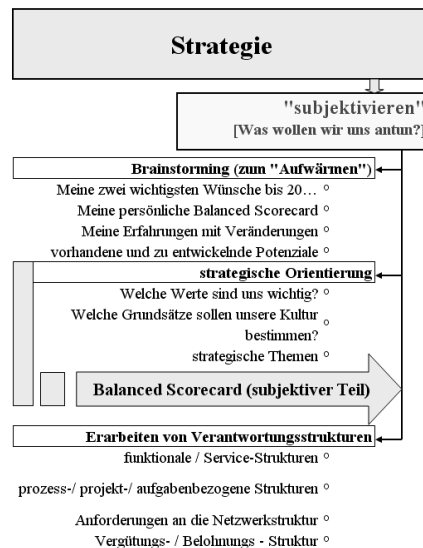 Strategie
"subjektivieren"
[Was wollen wir uns antun?]
Brainstorming (zum "Aufwärmen")
Meine zwei wichtigsten Wünsche bis 20… °
Meine persönliche Balanced Scorecard °
Meine Erfahrungen mit Veränderungen °
vorhandene und zu entwickelnde Potenziale °
strategische Orientierung
Welche Werte sind uns wichtig? °
Welche Grundsätze sollen unsere Kultur °
bestimmen?
strategische Themen °
Balanced Scorecard (subjektiver Teil)
Erarbeiten von Verantwortungsstrukturen
funktionale / Service-Strukturen °
prozess-/ projekt-/ aufgabenbezogene Strukturen °
Anforderungen an die Netzwerkstruktur °
Vergütungs- / Belohnungs - Struktur °